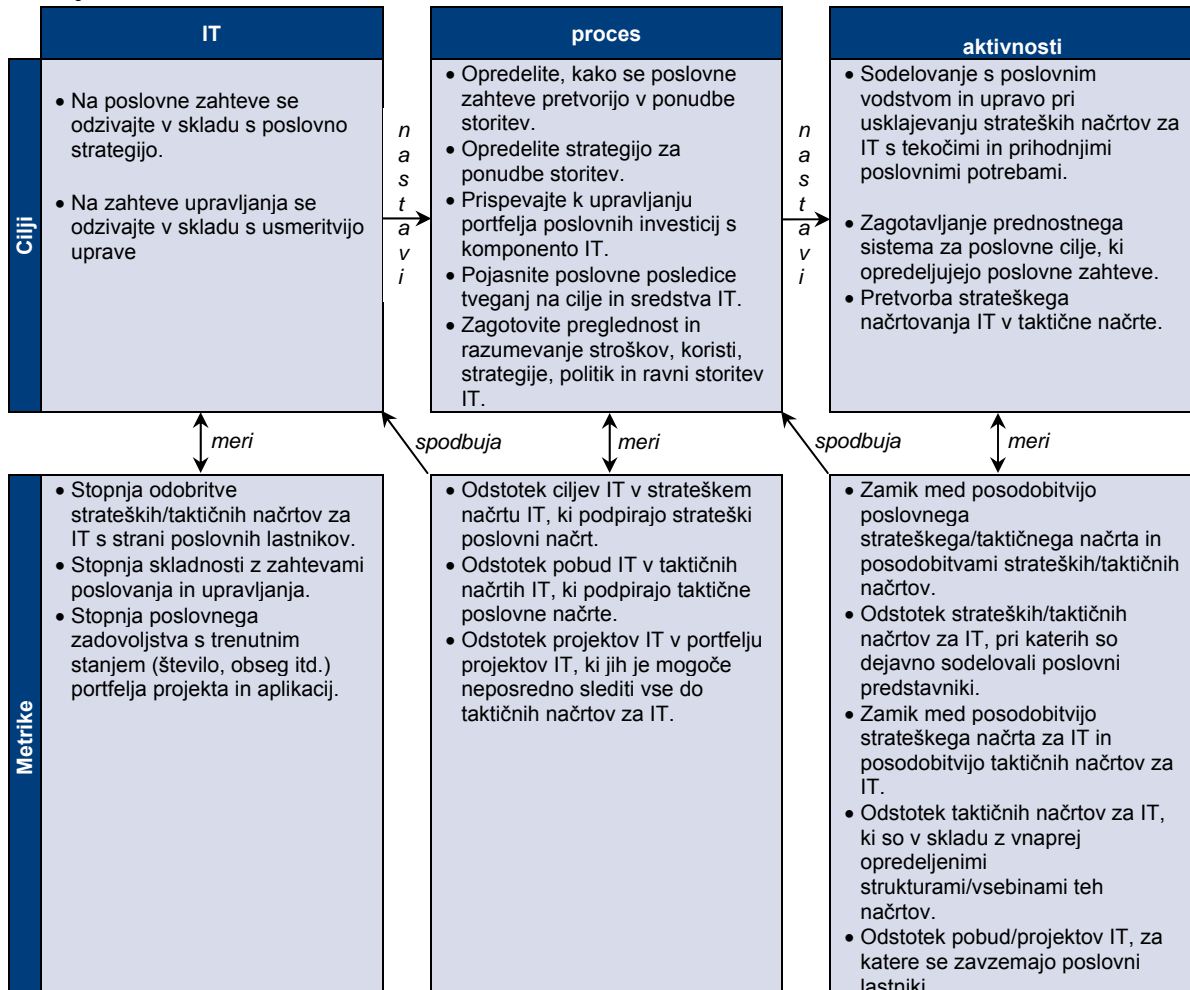 IT
proces
aktivnosti
Cilji
• Na poslovne zahteve se
odzivajte v skladu s poslovno
strategijo.
• Na zahteve upravljanja se
odzivajte v skladu s usmeritvijo
uprave
n
a
s
t
a
v
i
• Opredelite, kako se poslovne
zahteve pretvorijo v ponudbe
storitev.
• Opredelite strategijo za
ponudbe storitev.
• Prispevajte k upravljanju
portfelja poslovnih investicij s
komponento IT.
• Pojasnite poslovne posledice
tveganj na cilje in sredstva IT.
• Zagotovite preglednost in
razumevanje stroškov, koristi,
strategije, politik in ravni storitev
IT.
n
a
s
t
a
v
i
• Sodelovanje s poslovnim
vodstvom in upravo pri
usklajevanju strateških načrtov za
IT s tekočimi in prihodnjimi
poslovnimi potrebami.
• Zagotavljanje prednostnega
sistema za poslovne cilje, ki
opredeljujejo poslovne zahteve.
• Pretvorba strateškega
načrtovanja IT v taktične načrte.
meri
spodbuja
meri
spodbuja
meri
Metrike
• Stopnja odobritve
strateških/taktičnih načrtov za
IT s strani poslovnih lastnikov.
• Stopnja skladnosti z zahtevami
poslovanja in upravljanja.
• Stopnja poslovnega
zadovoljstva s trenutnim
stanjem (število, obseg itd.)
portfelja projekta in aplikacij.
• Odstotek ciljev IT v strateškem
načrtu IT, ki podpirajo strateški
poslovni načrt.
• Odstotek pobud IT v taktičnih
načrtih IT, ki podpirajo taktične
poslovne načrte.
• Odstotek projektov IT v portfelju
projektov IT, ki jih je mogoče
neposredno slediti vse do
taktičnih načrtov za IT.
• Zamik med posodobitvijo
poslovnega
strateškega/taktičnega načrta in
posodobitvami strateških/taktičnih
načrtov.
• Odstotek strateških/taktičnih
načrtov za IT, pri katerih so
dejavno sodelovali poslovni
predstavniki.
• Zamik med posodobitvijo
strateškega načrta za IT in
posodobitvijo taktičnih načrtov za
IT.
• Odstotek taktičnih načrtov za IT,
ki so v skladu z vnaprej
opredeljenimi
strukturami/vsebinami teh
načrtov.
• Odstotek pobud/projektov IT, za
katere se zavzemajo poslovni
lastniki